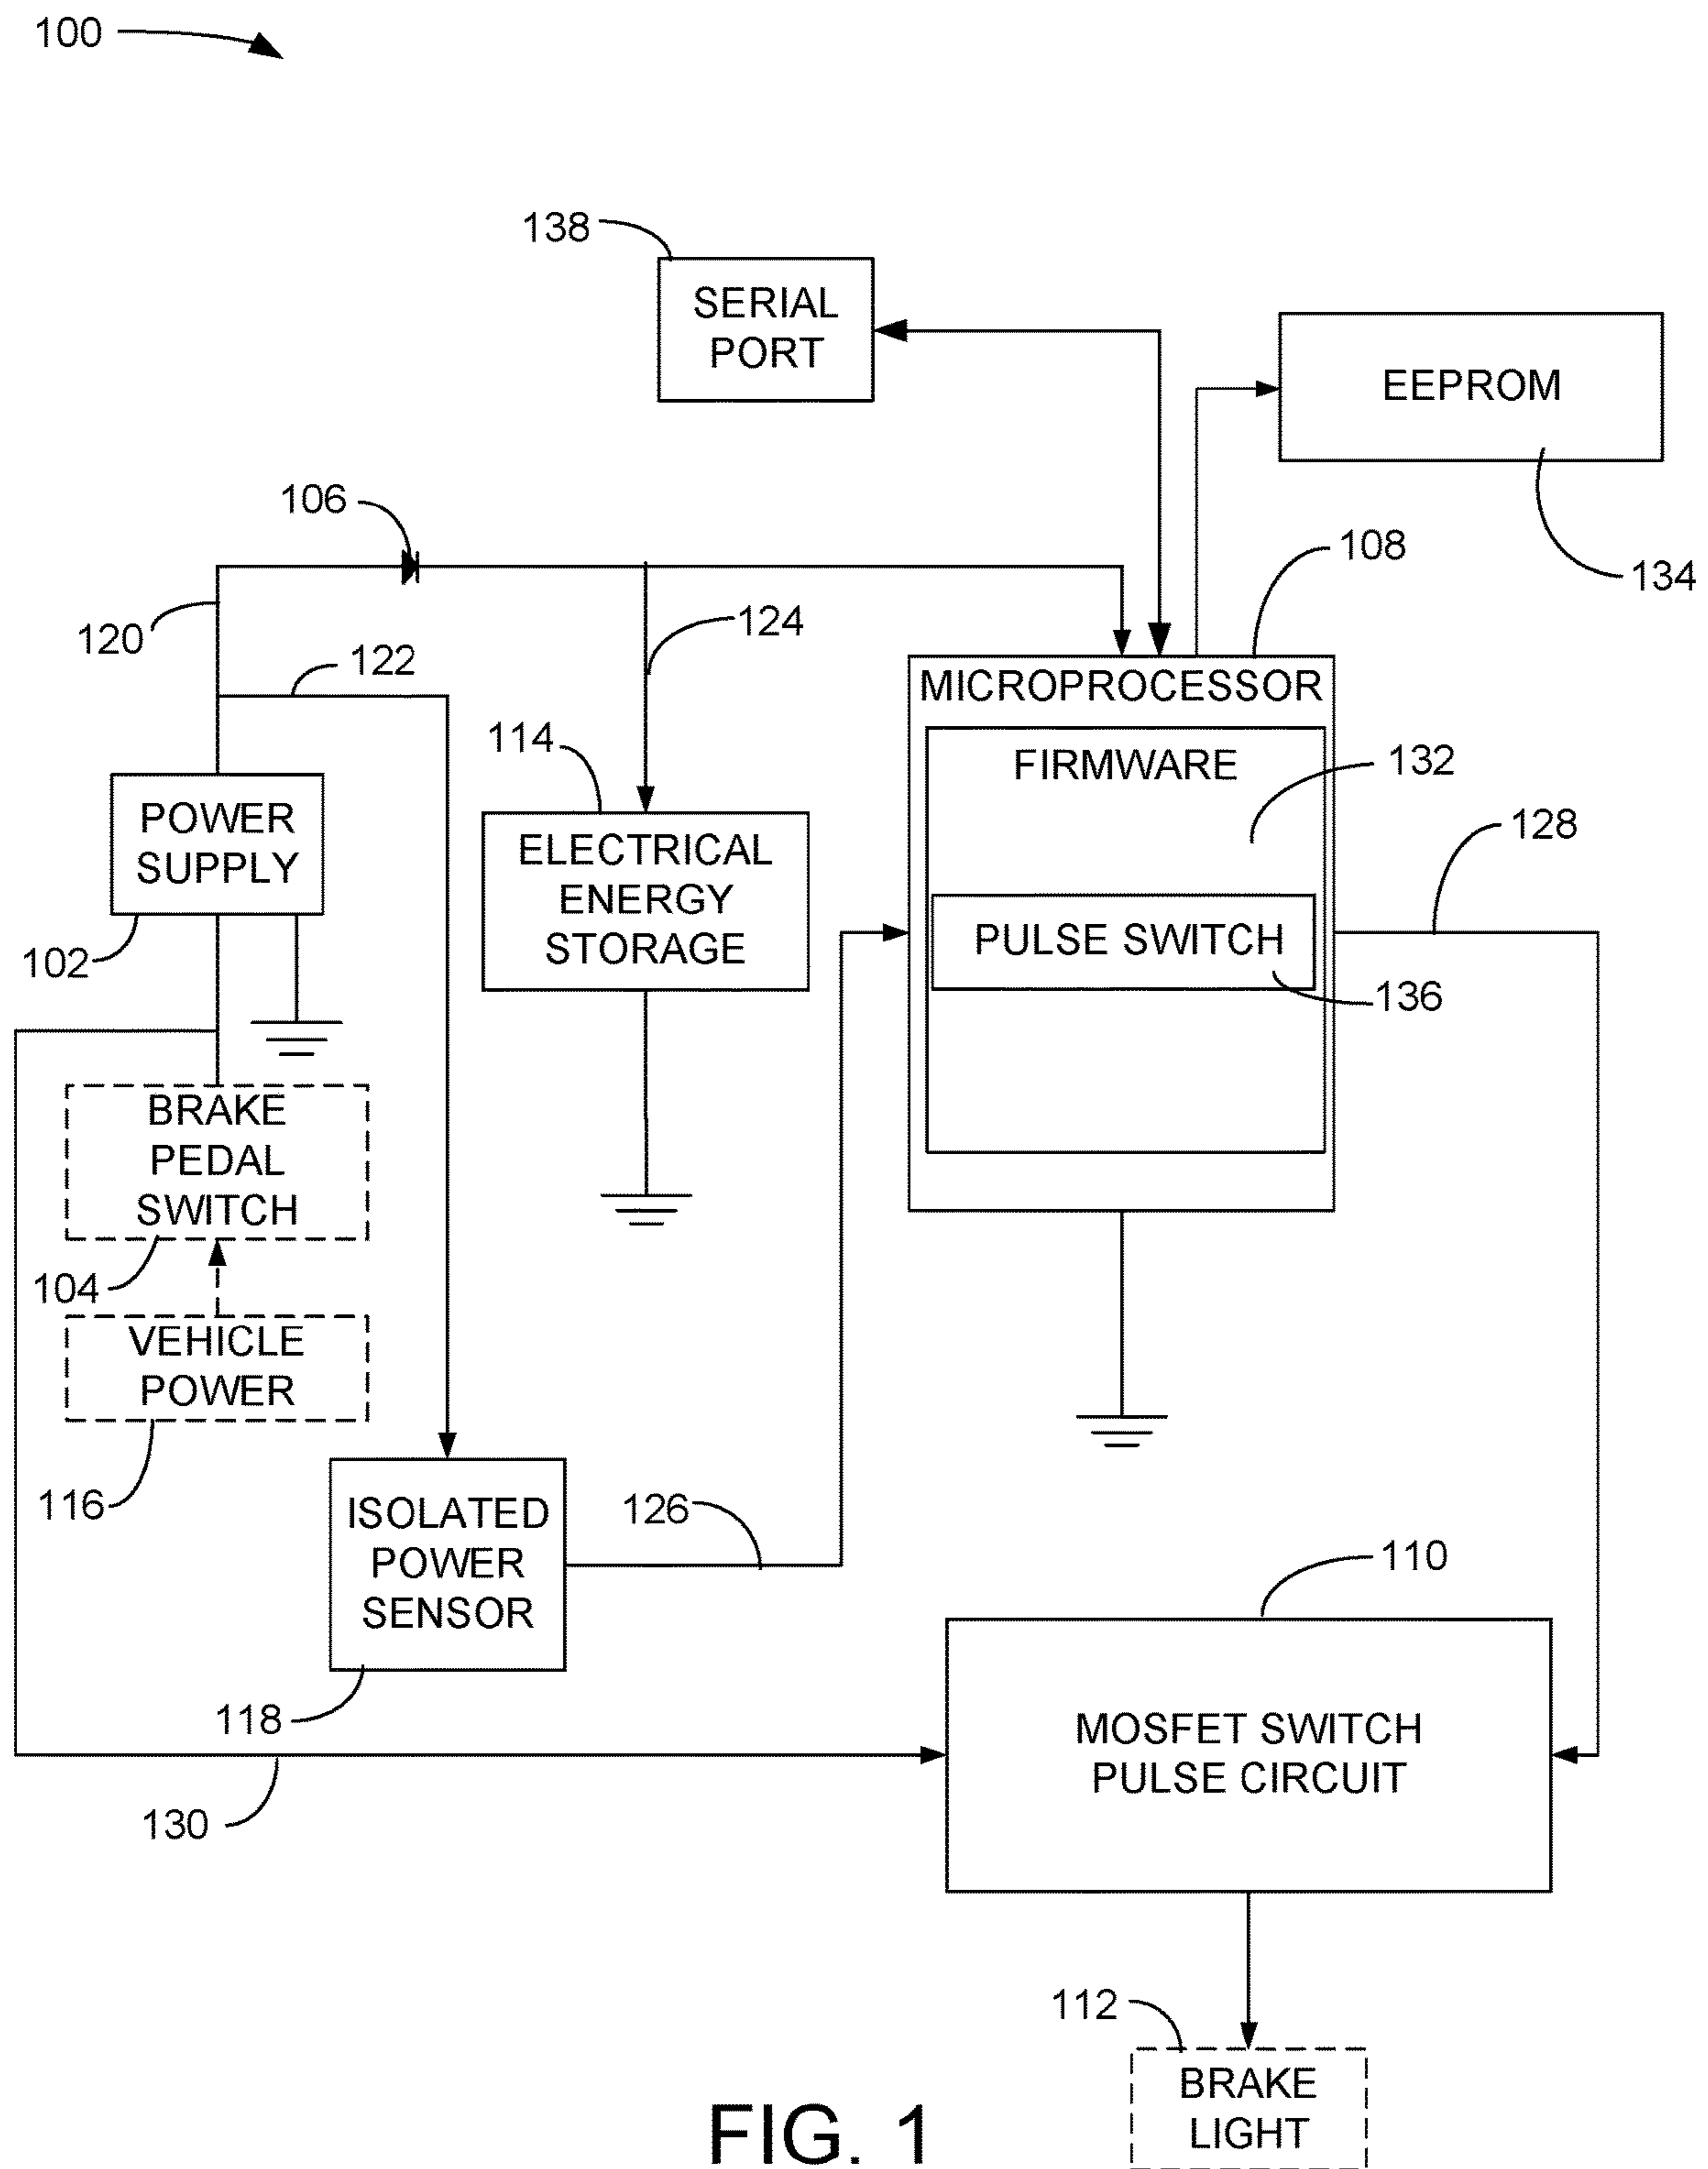 100
138
SERIAL
PORT
EEPROM
134
106
108
120
124
122
MICROPROCESSOR
114
FIRMWARE
132
POWER
SUPPLY
ELECTRICAL
ENERGY
STORAGE
128
102
PULSE SWITCH
136
BRAKE
PEDAL
SWITCH
104
VEHICLE
POWER
116
ISOLATED
POWER
SENSOR
126
110
118
MOSFET SWITCH
PULSE CIRCUIT
130
112
BRAKE
LIGHT
FIG. 1